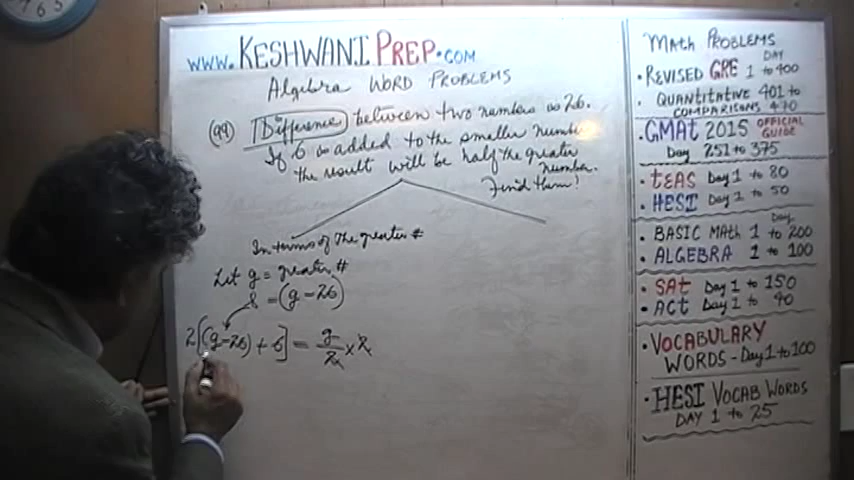 www.KESHWANIPREP.COM
Algebra WORD PROBLEMS
(99) Difference between two numbers is 26.
If 6 is added to the smaller number
the result will be half the greater
number.
Find them!
In terms of the greater #
Let g = greater #
8 = (g-26)
2[(g-26)+6] = g/2 x 2
MATH PROBLEMS
DAY
• REVISED GRE 1 to 400
• QUANTITATIVE 401 to
COMPARISONS 470
• GMAT 2015 OFFICIAL GUIDE
Day 251 to 375
• TEAS Day 1 to 80
• HESI Day 1 to 50
Day
• BASIC MATH 1 to 200
• ALGEBRA 1 to 100
• SAT Day 1 to 150
• ACT Day 1 to 90
• VOCABULARY
WORDS - Day 1 to 100
• HESI VOCAB WORDS
DAY 1 to 25